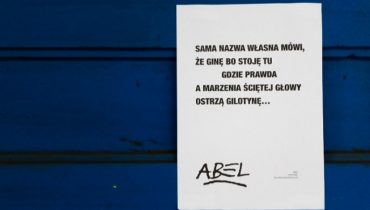 SAMA NAZWA WŁASNA MÓWI,
ŻE GINĘ BO STOJĘ TU
GDZIE PRAWDA
A MARZENIA ŚCIĘTEJ GŁOWY
OSTRZĄ GILOTYNĘ...
ABEL